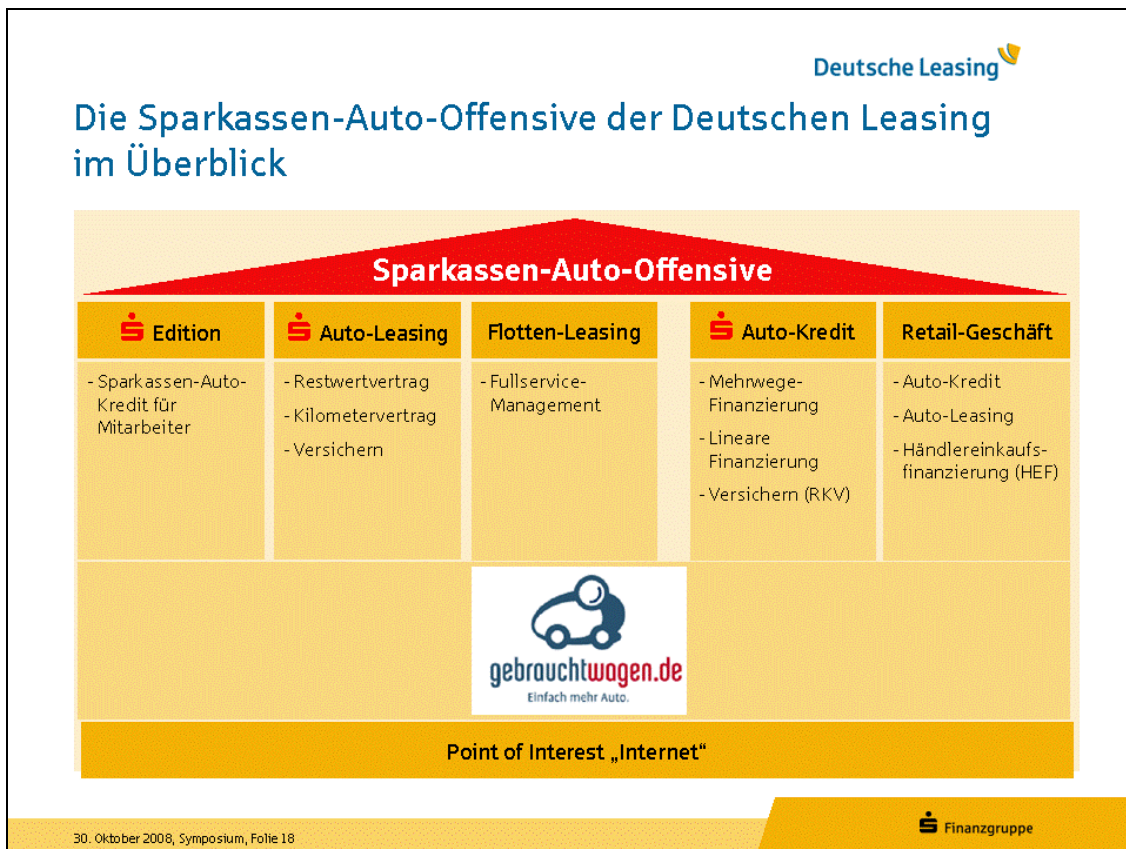 Deutsche Leasing
Die Sparkassen-Auto-Offensive der Deutschen Leasing
im Überblick
Sparkassen-Auto-Offensive
Edition
- Sparkassen-Auto-
Kredit für
Mitarbeiter
Auto-Leasing
- Restwertvertrag
- Kilometervertrag
- Versichern
Flotten-Leasing
- Fullservice-
Management
Auto-Kredit
- Mehrwege-
Finanzierung
- Lineare
Finanzierung
- Versichern (RKV)
Retail-Geschäft
- Auto-Kredit
- Auto-Leasing
- Händlereinkaufs-
finanzierung (HEF)
gebrauchtwagen.de
Einfach mehr Auto.
Point of Interest „Internet“
30. Oktober 2008, Symposium, Folie 18
Finanzgruppe